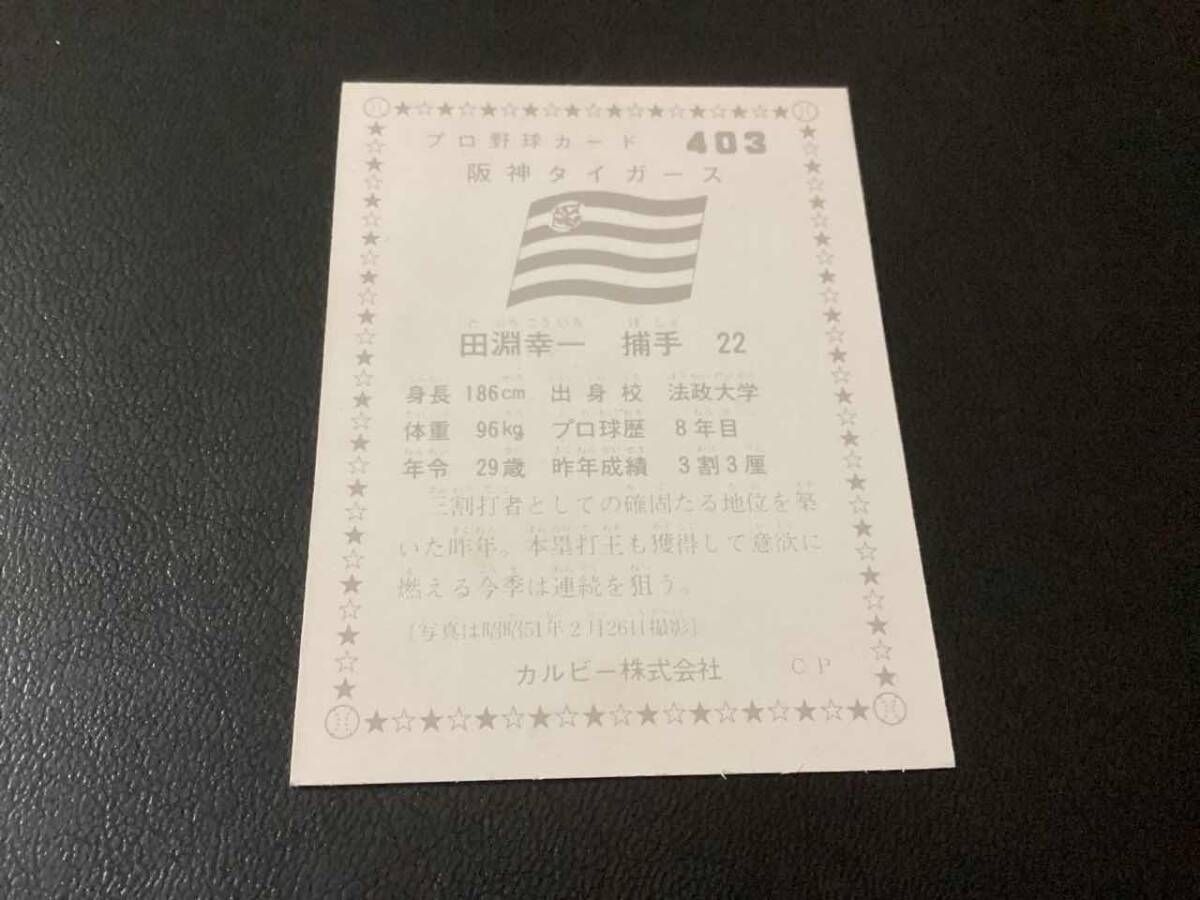 プロ野球カード 403
阪神タイガース
田淵幸一 捕手 22
身長 186cm 出身校 法政大学
体重 96kg プロ球歴 8年目
年令 29歳 昨年成績 3割3厘
三割打者としての確固たる地位を築
いた昨年。本塁打王も獲得して意欲に
燃える今季は連続を狙う。
[写真は昭昭51年2月26日撮影]
カルビー株式会社 CP